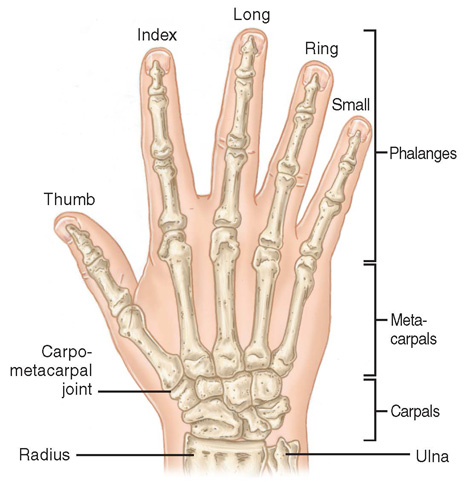 Long
Index
Ring
Small
Phalanges
Thumb
Meta-
carpals
Carpo-
metacarpal
joint
Carpals
Radius
Ulna